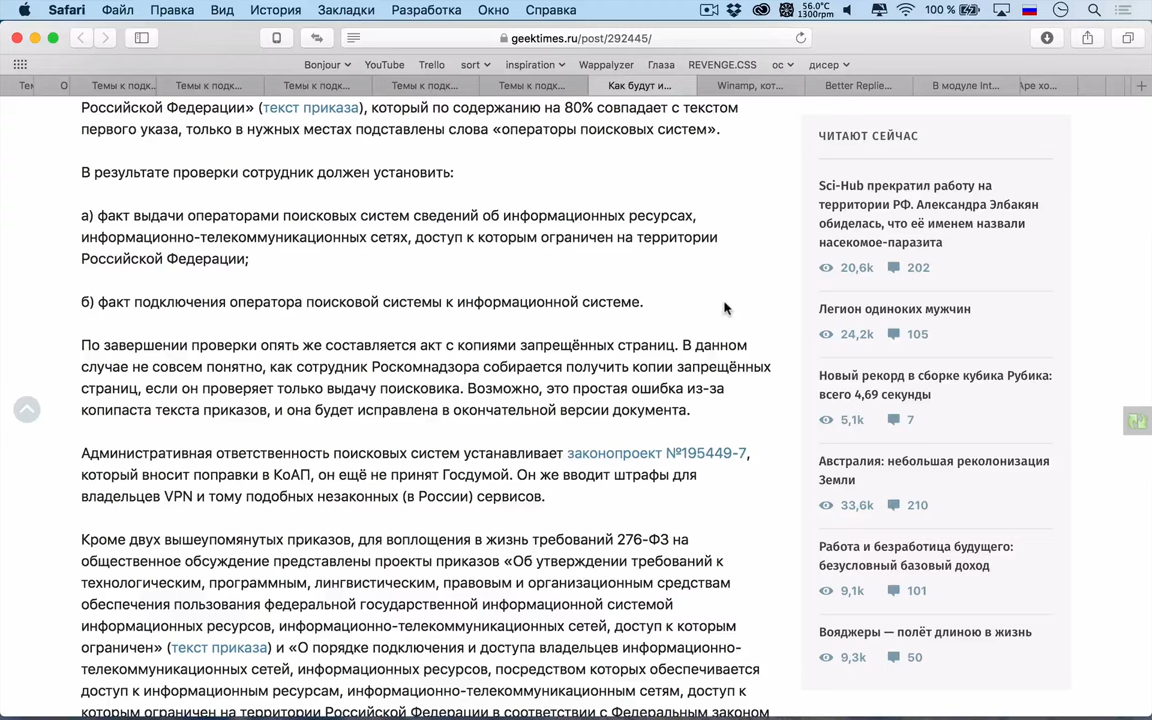 Safari Файл Правка Вид История Закладки Разработка Окно Справка
56.0°C
1300rpm
100 %
geektimes.ru/post/292445/
Bonjour YouTube Trello sort inspiration Wappalyzer Глаза REVENGE.CSS ос дисер
Тем О Темы к подк... Темы к подк... Темы к подк... Темы к подк... Темы к подк... Как будут и... Winamp, кот... Better Replie... В модуле Int...
Российской Федерации» (текст приказа), который по содержанию на 80% совпадает с текстом
первого указа, только в нужных местах подставлены слова «операторы поисковых систем».
В результате проверки сотрудник должен установить:
а) факт выдачи операторами поисковых систем сведений об информационных ресурсах,
информационно-телекоммуникационных сетях, доступ к которым ограничен на территории
Российской Федерации;
б) факт подключения оператора поисковой системы к информационной системе.
По завершении проверки опять же составляется акт с копиями запрещённых страниц. В данном
случае не совсем понятно, как сотрудник Роскомнадзора собирается получить копии запрещённых
страниц, если он проверяет только выдачу поисковика. Возможно, это простая ошибка из-за
копипаста текста приказов, и она будет исправлена в окончательной версии документа.
Административная ответственность поисковых систем устанавливает законопроект №195449-7,
который вносит поправки в КоАП, он ещё не принят Госдумой. Он же вводит штрафы для
владельцев VPN и тому подобных незаконных (в России) сервисов.
Кроме двух вышеупомянутых приказов, для воплощения в жизнь требований 276-ФЗ на
общественное обсуждение представлены проекты приказов «Об утверждении требований к
технологическим, программным, лингвистическим, правовым и организационным средствам
обеспечения пользования федеральной государственной информационной системой
информационных ресурсов, информационно-телекоммуникационных сетей, доступ к которым
ограничен» (текст приказа) и «О порядке подключения и доступа владельцев информационно-
телекоммуникационных сетей, информационных ресурсов, посредством которых обеспечивается
доступ к информационным ресурсам, информационно-телекоммуникационным сетям, доступ к
которым ограничен на территории Российской Федерации в соответствии с Федеральным законом
ЧИТАЮТ СЕЙЧАС
Sci-Hub прекратил работу на
территории РФ. Александра Элбакян
обиделась, что её именем назвали
насекомое-паразита
20,6k 202
Легион одиноких мужчин
24,2k 105
Новый рекорд в сборке кубика Рубика:
всего 4,69 секунды
5,1k 7
Австралия: небольшая реколонизация
Земли
33,6k 210
Работа и безработица будущего:
безусловный базовый доход
9,1k 101
Вояджеры — полёт длиною в жизнь
9,3k 50